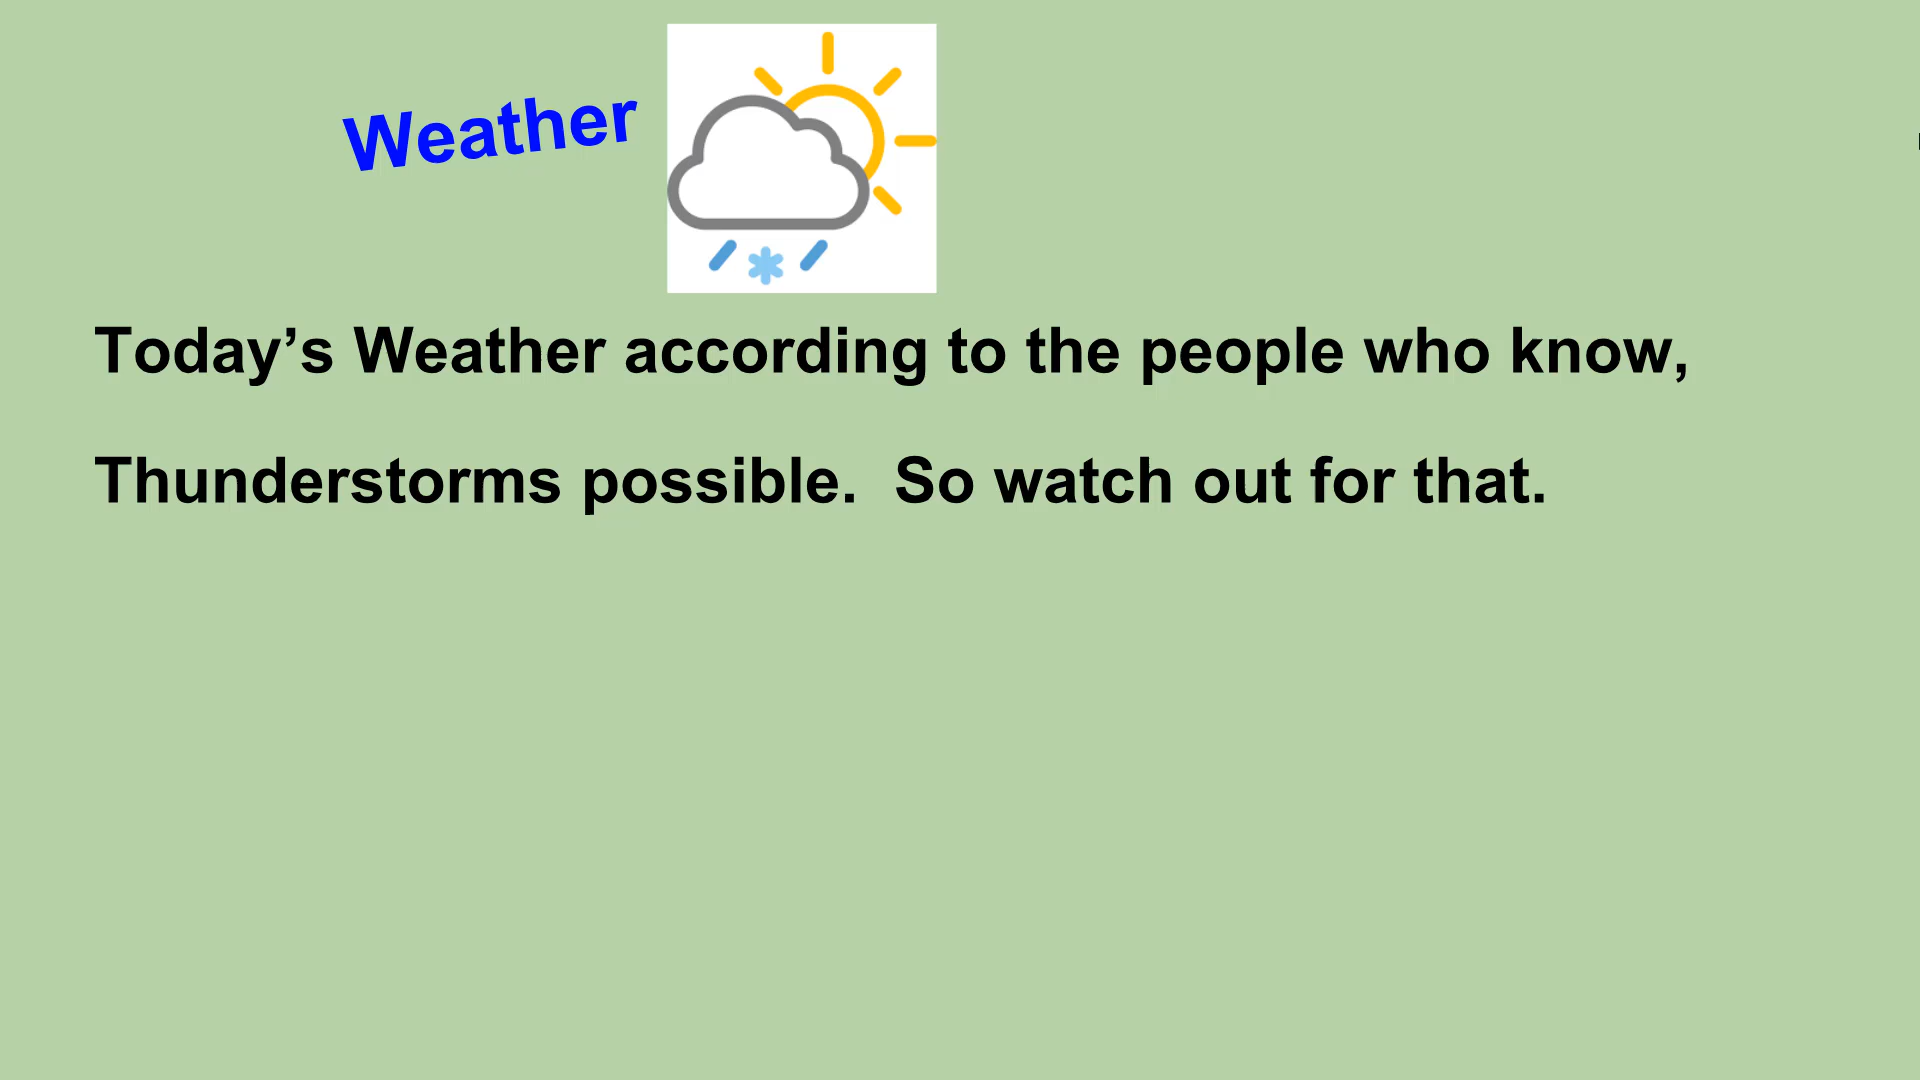 Weather
Today’s Weather according to the people who know,
Thunderstorms possible.  So watch out for that.